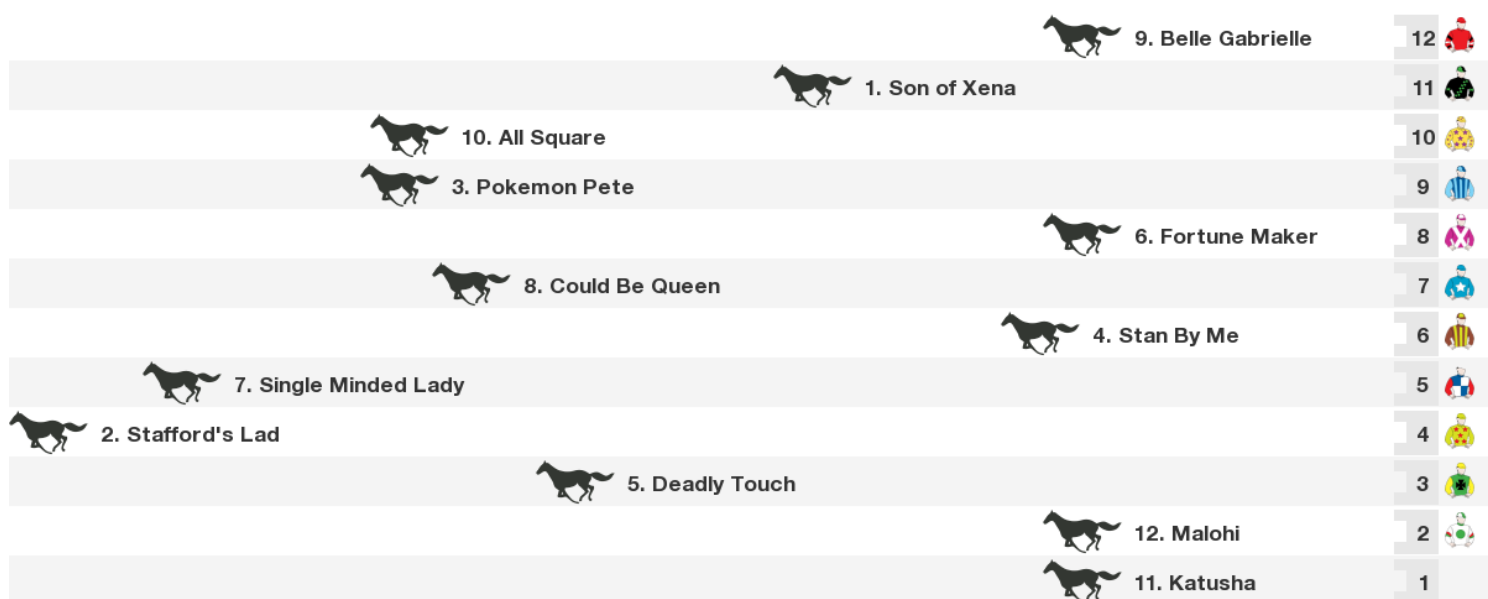 9. Belle Gabrielle 12
1. Son of Xena 11
10. All Square 10
3. Pokemon Pete 9
6. Fortune Maker 8
8. Could Be Queen 7
4. Stan By Me 6
7. Single Minded Lady 5
2. Stafford's Lad 4
5. Deadly Touch 3
12. Malohi 2
11. Katusha 1